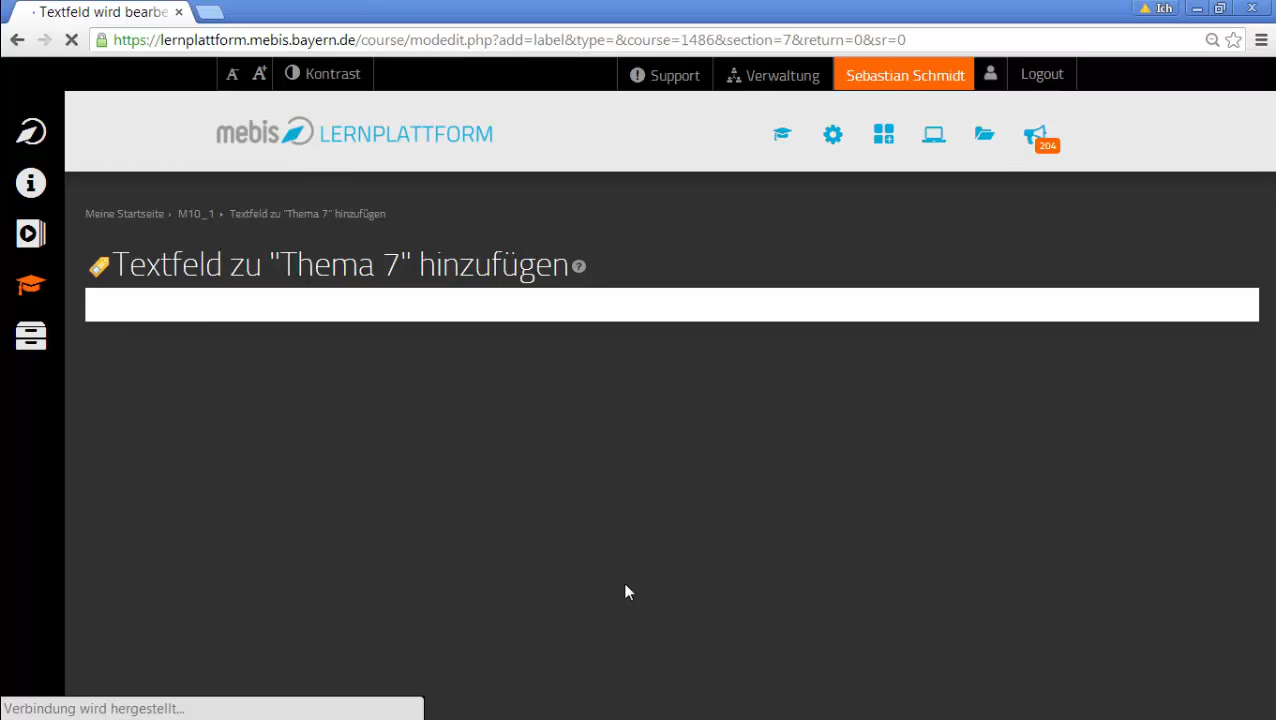 Textfeld wird bearbe
Ich
https://lernplattform.mebis.bayern.de/course/modedit.php?add=label&type=&course=1486&section=7&return=0&sr=0
A- A+ Kontrast Support Verwaltung Sebastian Schmidt Logout
mebis LERNPLATTFORM
204
Meine Startseite › M10_1 › Textfeld zu "Thema 7" hinzufügen
Textfeld zu "Thema 7" hinzufügen
Verbindung wird hergestellt...